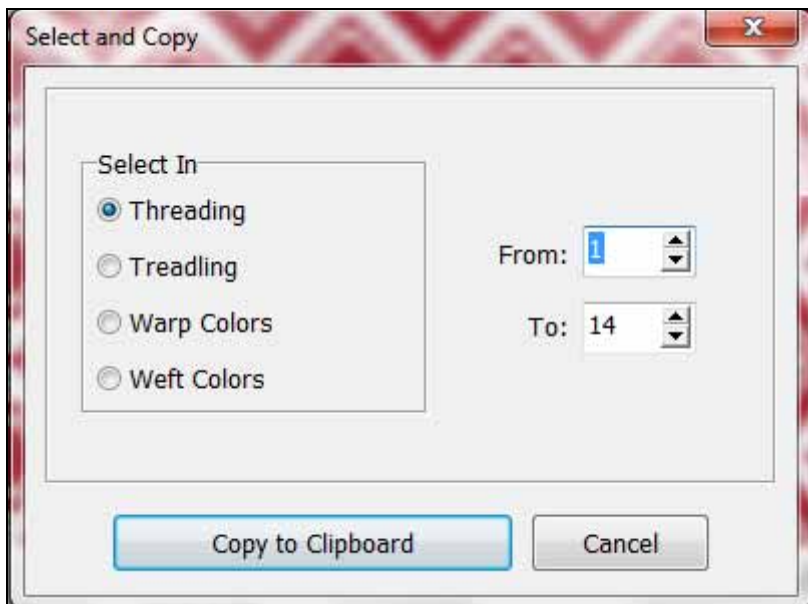 Select and Copy
Select In
Threading
Treadling
Warp Colors
Weft Colors
From: 1
To: 14
Copy to Clipboard
Cancel